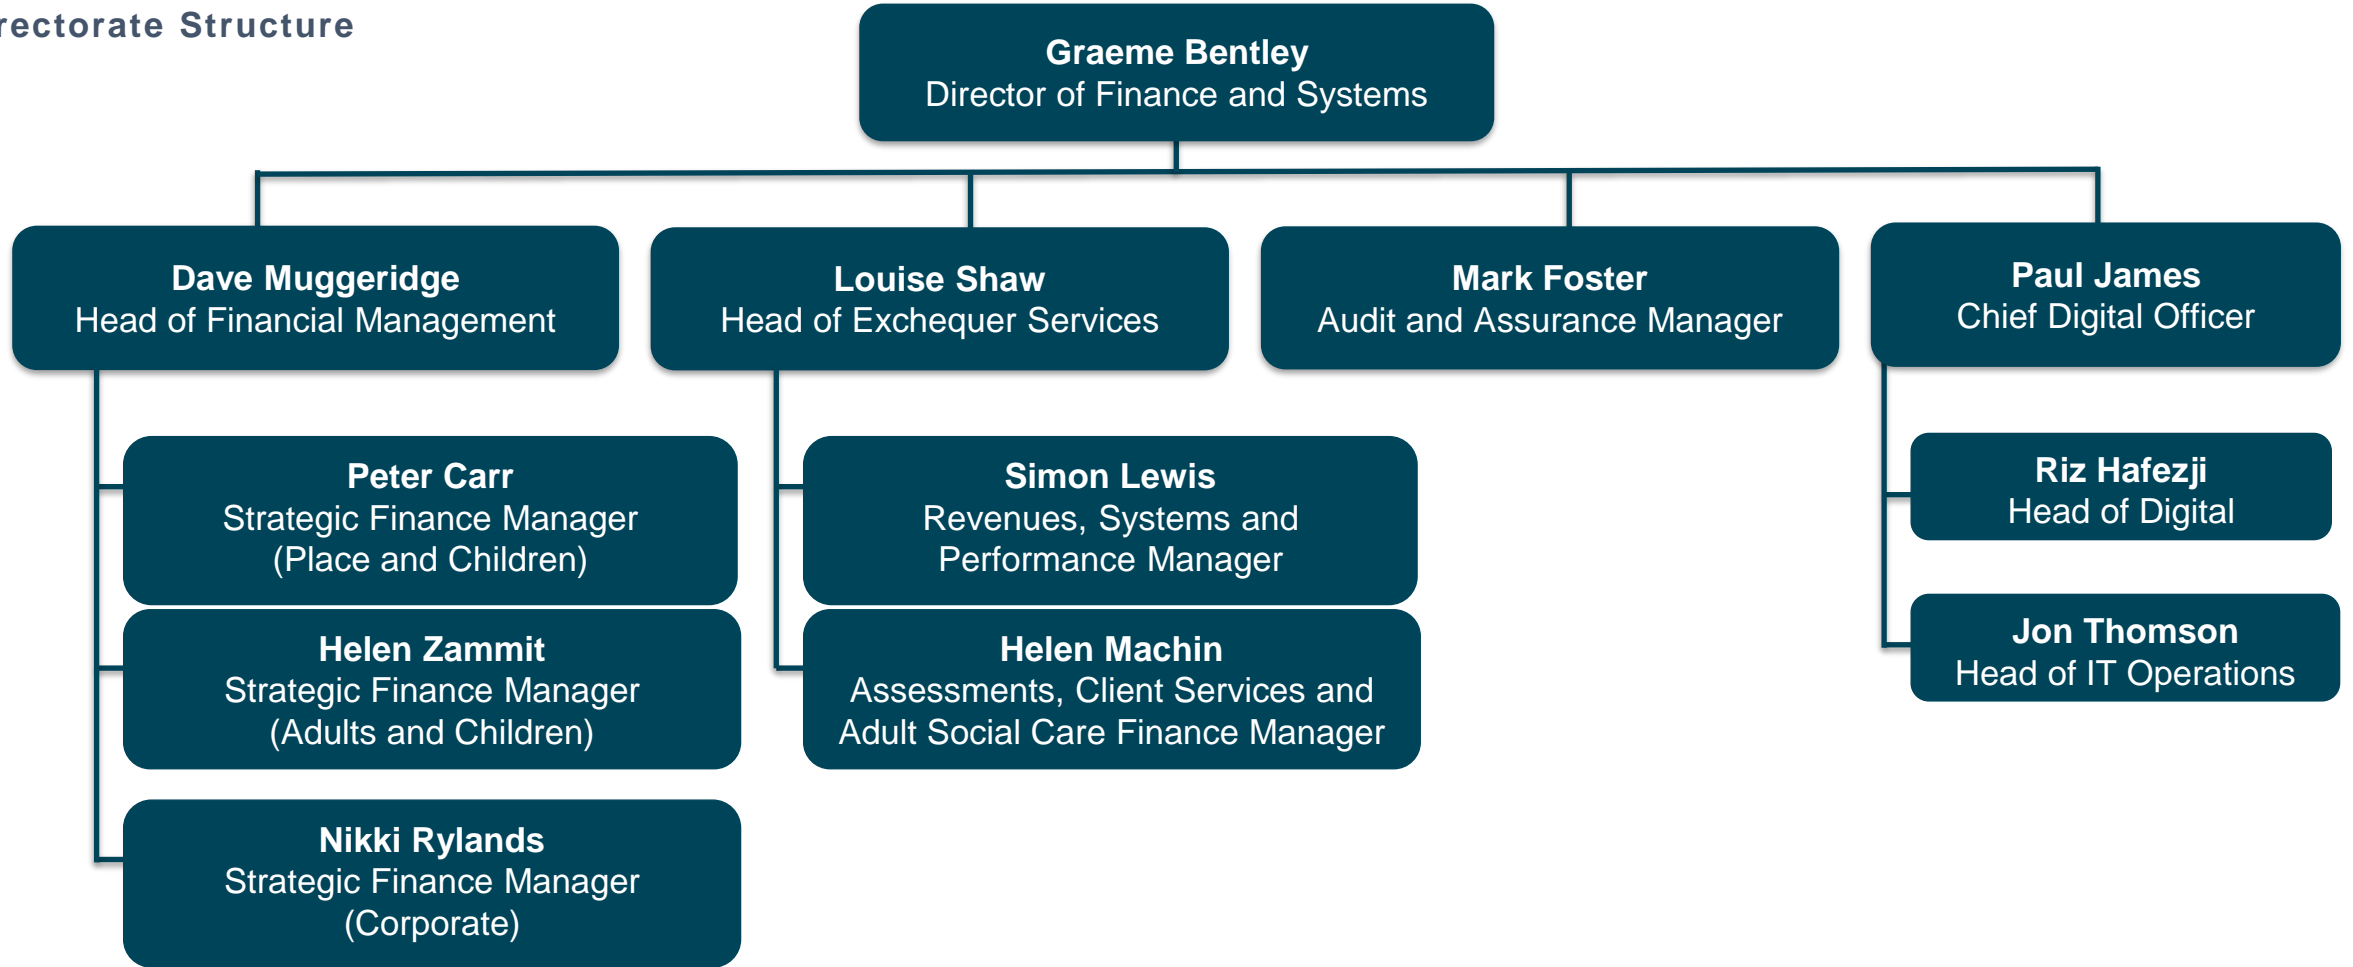 rectorate Structure
Graeme Bentley
Director of Finance and Systems
Dave Muggeridge
Head of Financial Management
Louise Shaw
Head of Exchequer Services
Mark Foster
Audit and Assurance Manager
Paul James
Chief Digital Officer
Peter Carr
Strategic Finance Manager
(Place and Children)
Helen Zammit
Strategic Finance Manager
(Adults and Children)
Nikki Rylands
Strategic Finance Manager
(Corporate)
Simon Lewis
Revenues, Systems and
Performance Manager
Helen Machin
Assessments, Client Services and
Adult Social Care Finance Manager
Riz Hafezji
Head of Digital
Jon Thomson
Head of IT Operations